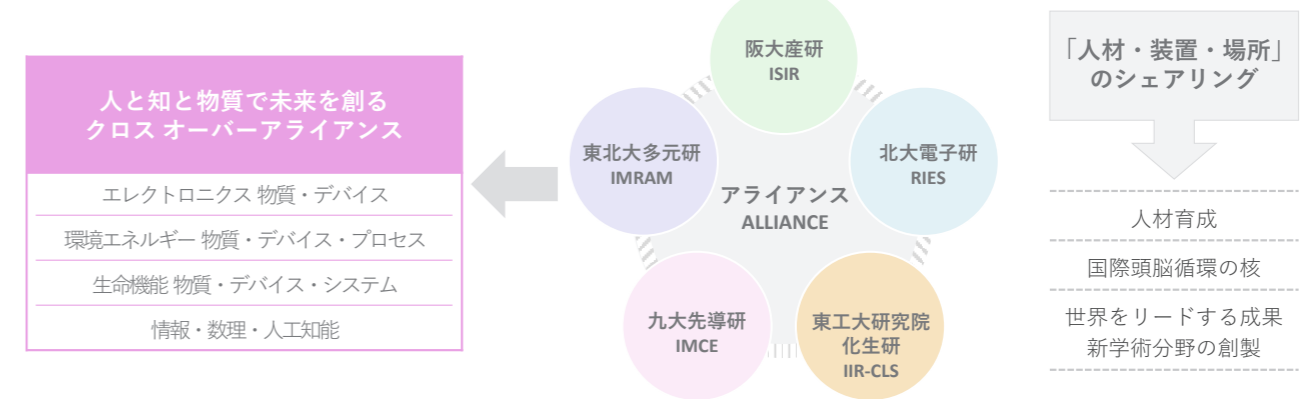 人と知と物質で未来を創る
クロス オーバーアライアンス
エレクトロニクス 物質・デバイス
環境エネルギー 物質・デバイス・プロセス
生命機能 物質・デバイス・システム
情報・数理・人工知能
阪大産研
ISIR
東北大多元研
IMRAM
北大電子研
RIES
アライアンス
ALLIANCE
九大先導研
IMCE
東工大研究院
化生研
IIR-CLS
「人材・装置・場所」
のシェアリング
人材育成
国際頭脳循環の核
世界をリードする成果
新学術分野の創製